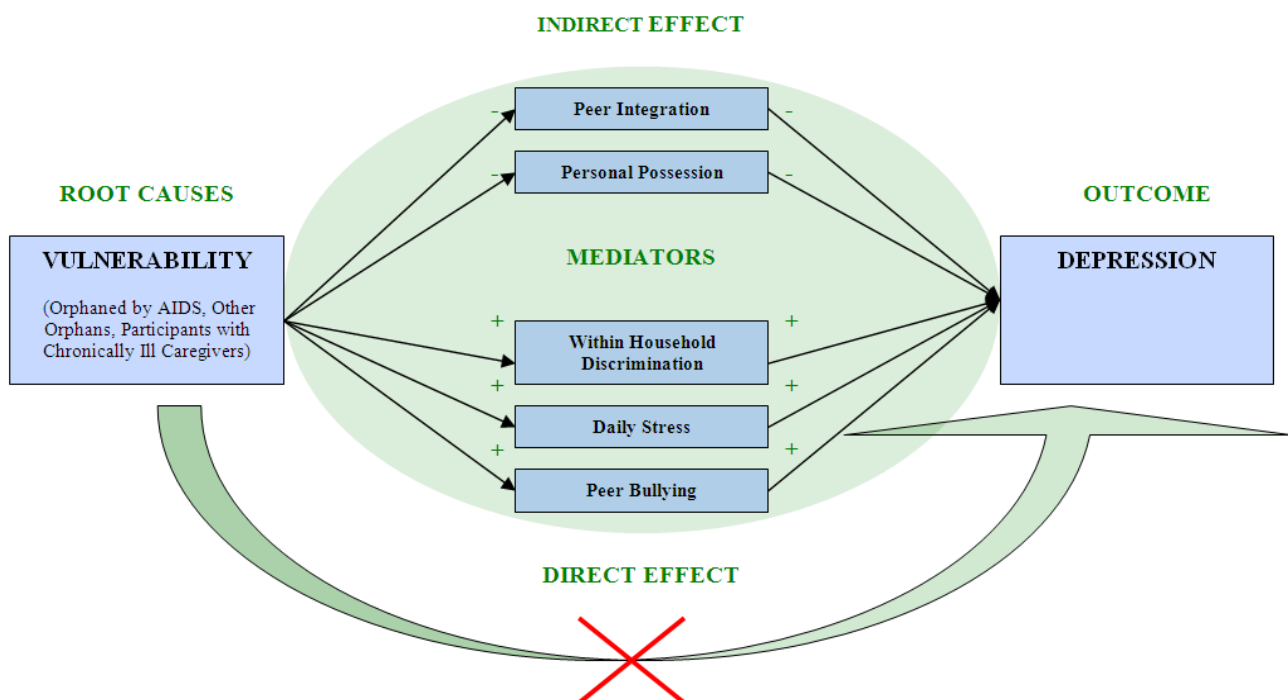 INDIRECT EFFECT
- Peer Integration -
- Personal Possession -
ROOT CAUSES
OUTCOME
VULNERABILITY
(Orphaned by AIDS, Other
Orphans, Participants with
Chronically Ill Caregivers)
MEDIATORS
DEPRESSION
+ +
Within Household
Discrimination
+ +
Daily Stress
+ +
Peer Bullying
DIRECT EFFECT